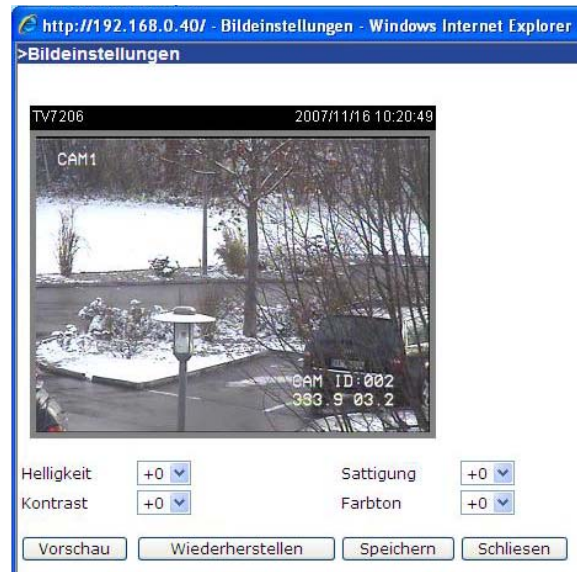 http://192.168.0.40/ - Bildeinstellungen - Windows Internet Explorer
>Bildeinstellungen
TV7206 2007/11/16 10:20:49
CAM1
CAM ID:002
393.9 03.2
Helligkeit +0 Sattigung +0
Kontrast +0 Farbton +0
Vorschau Wiederherstellen Speichern Schliesen